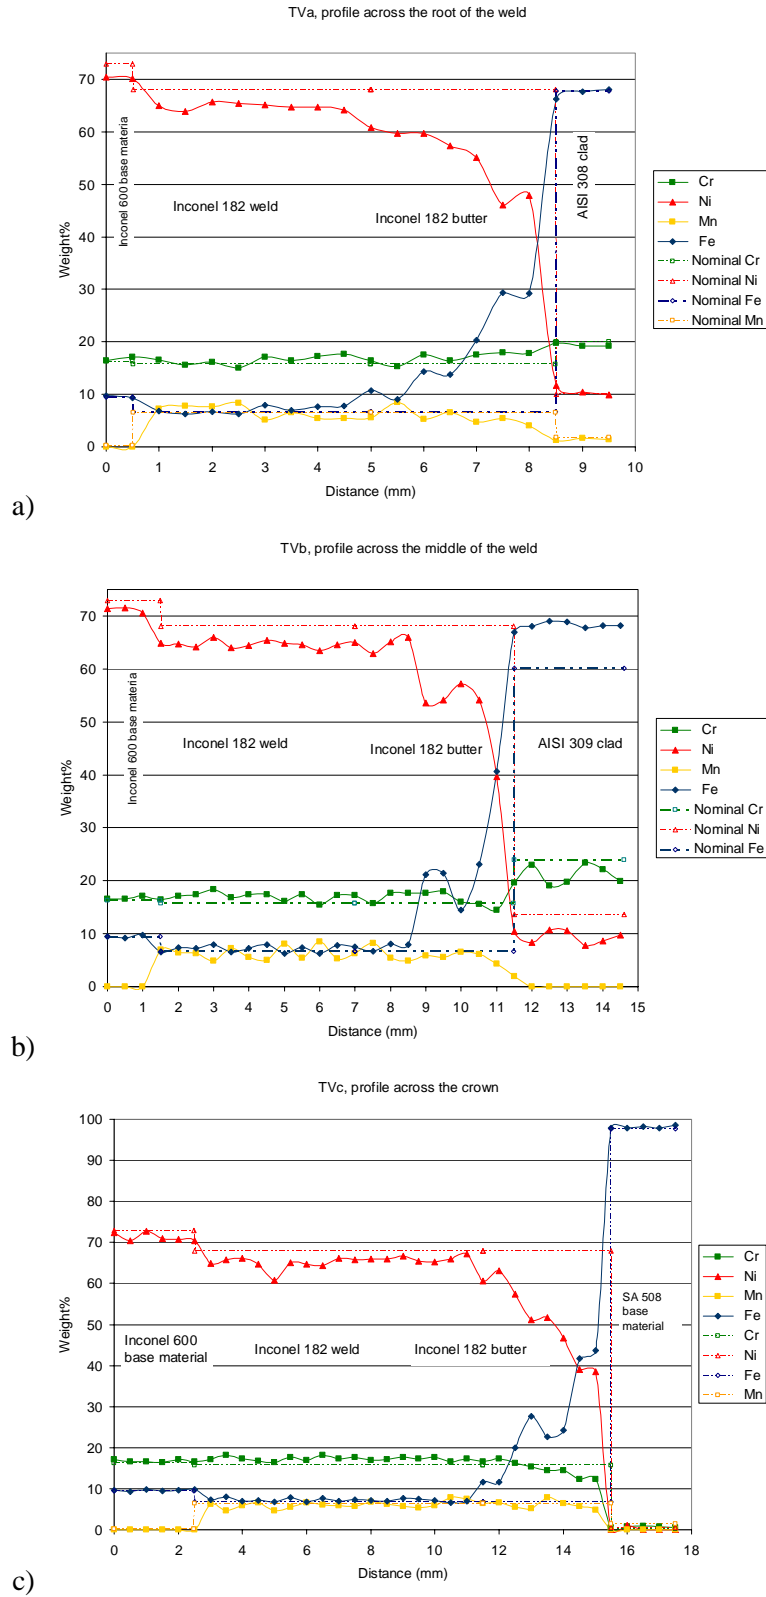 TVa, profile across the root of the weld
70
60
50
40
30
20
10
0
Weight%
Inconel 600 base materia
Inconel 182 weld
Inconel 182 butter
AISI 308 clad
0 1 2 3 4 5 6 7 8 9 10
Distance (mm)
Cr
Ni
Mn
Fe
Nominal Cr
Nominal Ni
Nominal Fe
Nominal Mn
a)
TVb, profile across the middle of the weld
70
60
50
40
30
20
10
0
Weight%
Inconel 600 base materia
Inconel 182 weld
Inconel 182 butter
AISI 309 clad
0 1 2 3 4 5 6 7 8 9 10 11 12 13 14 15
Distance (mm)
Cr
Ni
Mn
Fe
Nominal Cr
Nominal Ni
Nominal Fe
b)
TVc, profile across the crown
100
90
80
70
60
50
40
30
20
10
0
Weight%
Inconel 600
base material
Inconel 182 weld
Inconel 182 butter
SA 508
base
material
0 2 4 6 8 10 12 14 16 18
Distance (mm)
Cr
Ni
Mn
Fe
Cr
Ni
Fe
Mn
c)